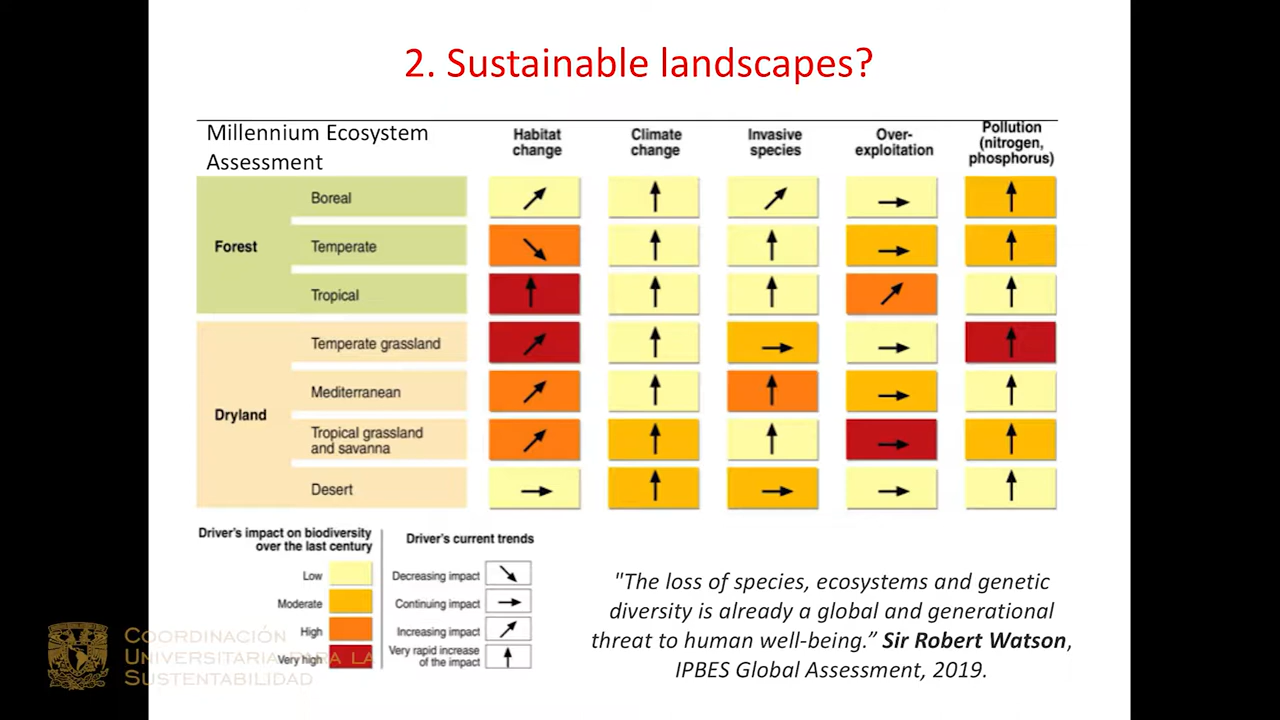 2. Sustainable landscapes?
Millennium Ecosystem
Assessment
Habitat
change
Climate
change
Invasive
species
Over-
exploitation
Pollution
(nitrogen,
phosphorus)
Forest
Boreal
Temperate
Tropical
Dryland
Temperate grassland
Mediterranean
Tropical grassland
and savanna
Desert
Driver's impact on biodiversity
over the last century
Low
Moderate
High
Very high
Driver's current trends
Decreasing impact
Continuing impact
Increasing impact
Very rapid increase
of the impact
"The loss of species, ecosystems and genetic
diversity is already a global and generational
threat to human well-being.” Sir Robert Watson,
IPBES Global Assessment, 2019.
Coordinación
Universitaria para la
Sustentabilidad